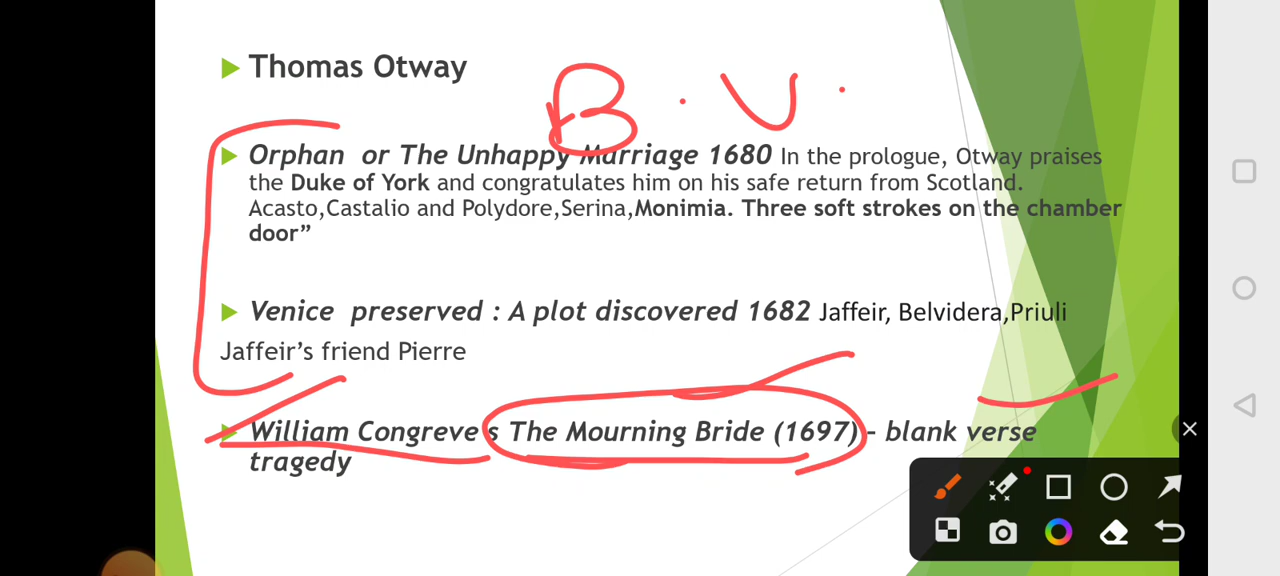 Thomas Otway
B. V.
Orphan or The Unhappy Marriage 1680 In the prologue, Otway praises
the Duke of York and congratulates him on his safe return from Scotland.
Acasto,Castalio and Polydore,Serina,Monimia. Three soft strokes on the chamber
door”
Venice preserved : A plot discovered 1682 Jaffeir, Belvidera,Priuli
Jaffeir’s friend Pierre
William Congreve s The Mourning Bride (1697) - blank verse
tragedy